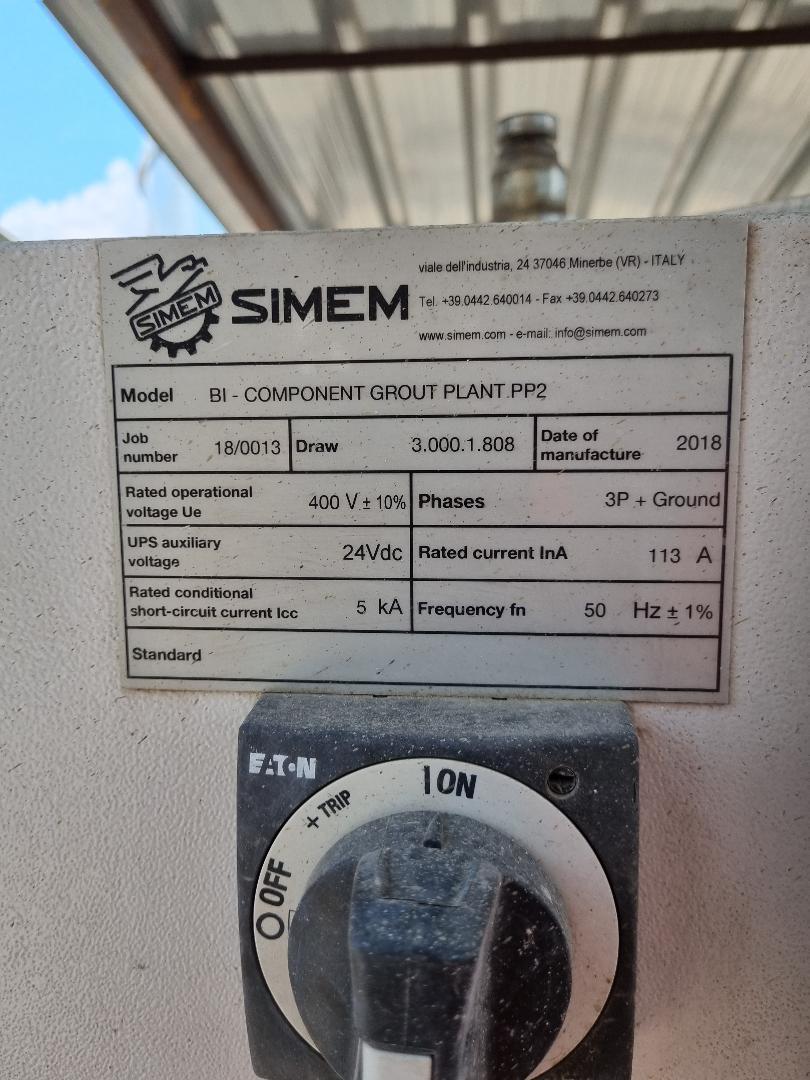 SIMEM
SIMEM
viale dell'industria, 24 37046 Minerbe (VR) - ITALY
Tel. +39.0442.640014 - Fax +39.0442.640273
www.simem.com - e-mail: info@simem.com
Model BI - COMPONENT GROUT PLANT PP2
Job number 18/0013 Draw 3.000.1.808 Date of manufacture 2018
Rated operational voltage Ue 400 V ± 10% Phases 3P + Ground
UPS auxiliary voltage 24Vdc Rated current InA 113 A
Rated conditional short-circuit current Icc 5 kA Frequency fn 50 Hz ± 1%
Standard
EATON
I ON
+ TRIP
O OFF